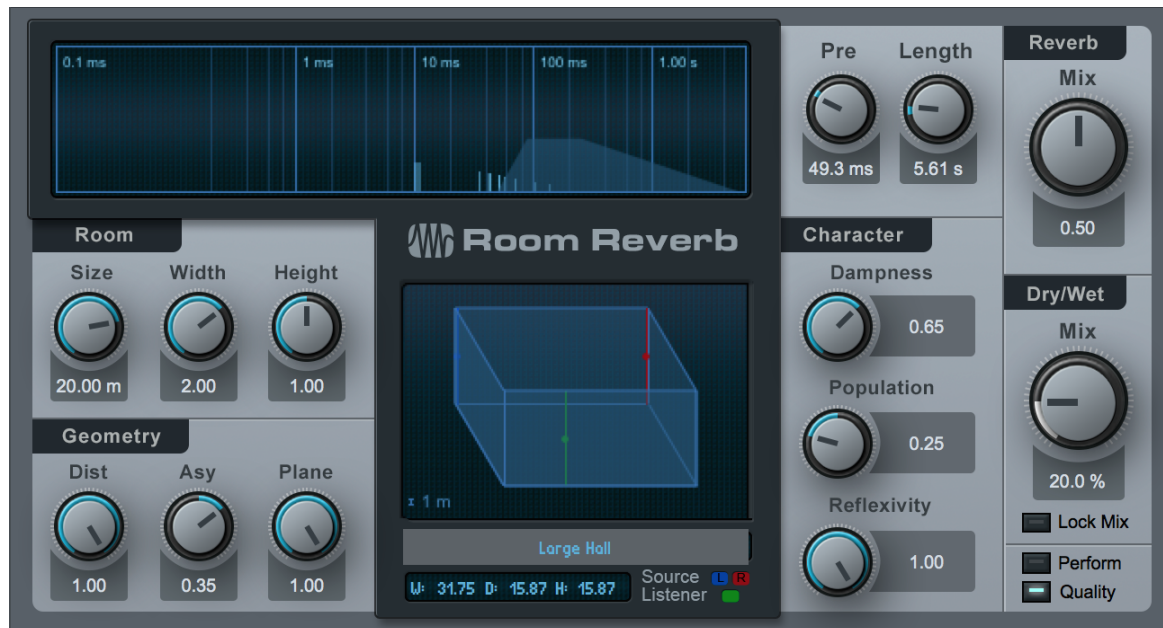 0.1 ms 1 ms 10 ms 100 ms 1.00 s
Pre Length
49.3 ms 5.61 s
Reverb
Mix
0.50
Room
Size Width Height
20.00 m 2.00 1.00
Geometry
Dist Asy Plane
1.00 0.35 1.00
Room Reverb
1 m
Large Hall
W: 31.75 D: 15.87 H: 15.87
Source L R
Listener
Character
Dampness
0.65
Population
0.25
Reflexivity
1.00
Dry/Wet
Mix
20.0 %
Lock Mix
Perform
Quality